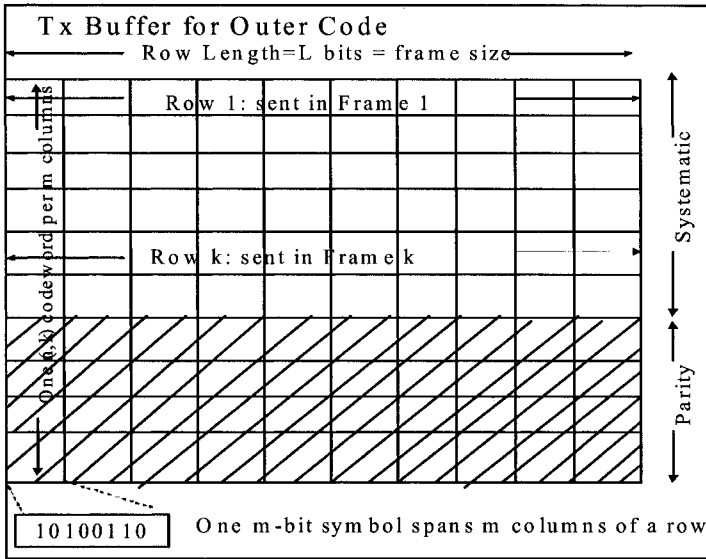 Tx Buffer for Outer Code
Row Length=L bits = frame size
Row 1: sent in Frame 1
Row k: sent in Frame k
One (n,k) codeword per m columns
Systematic
Parity
10100110
One m-bit symbol spans m columns of a row